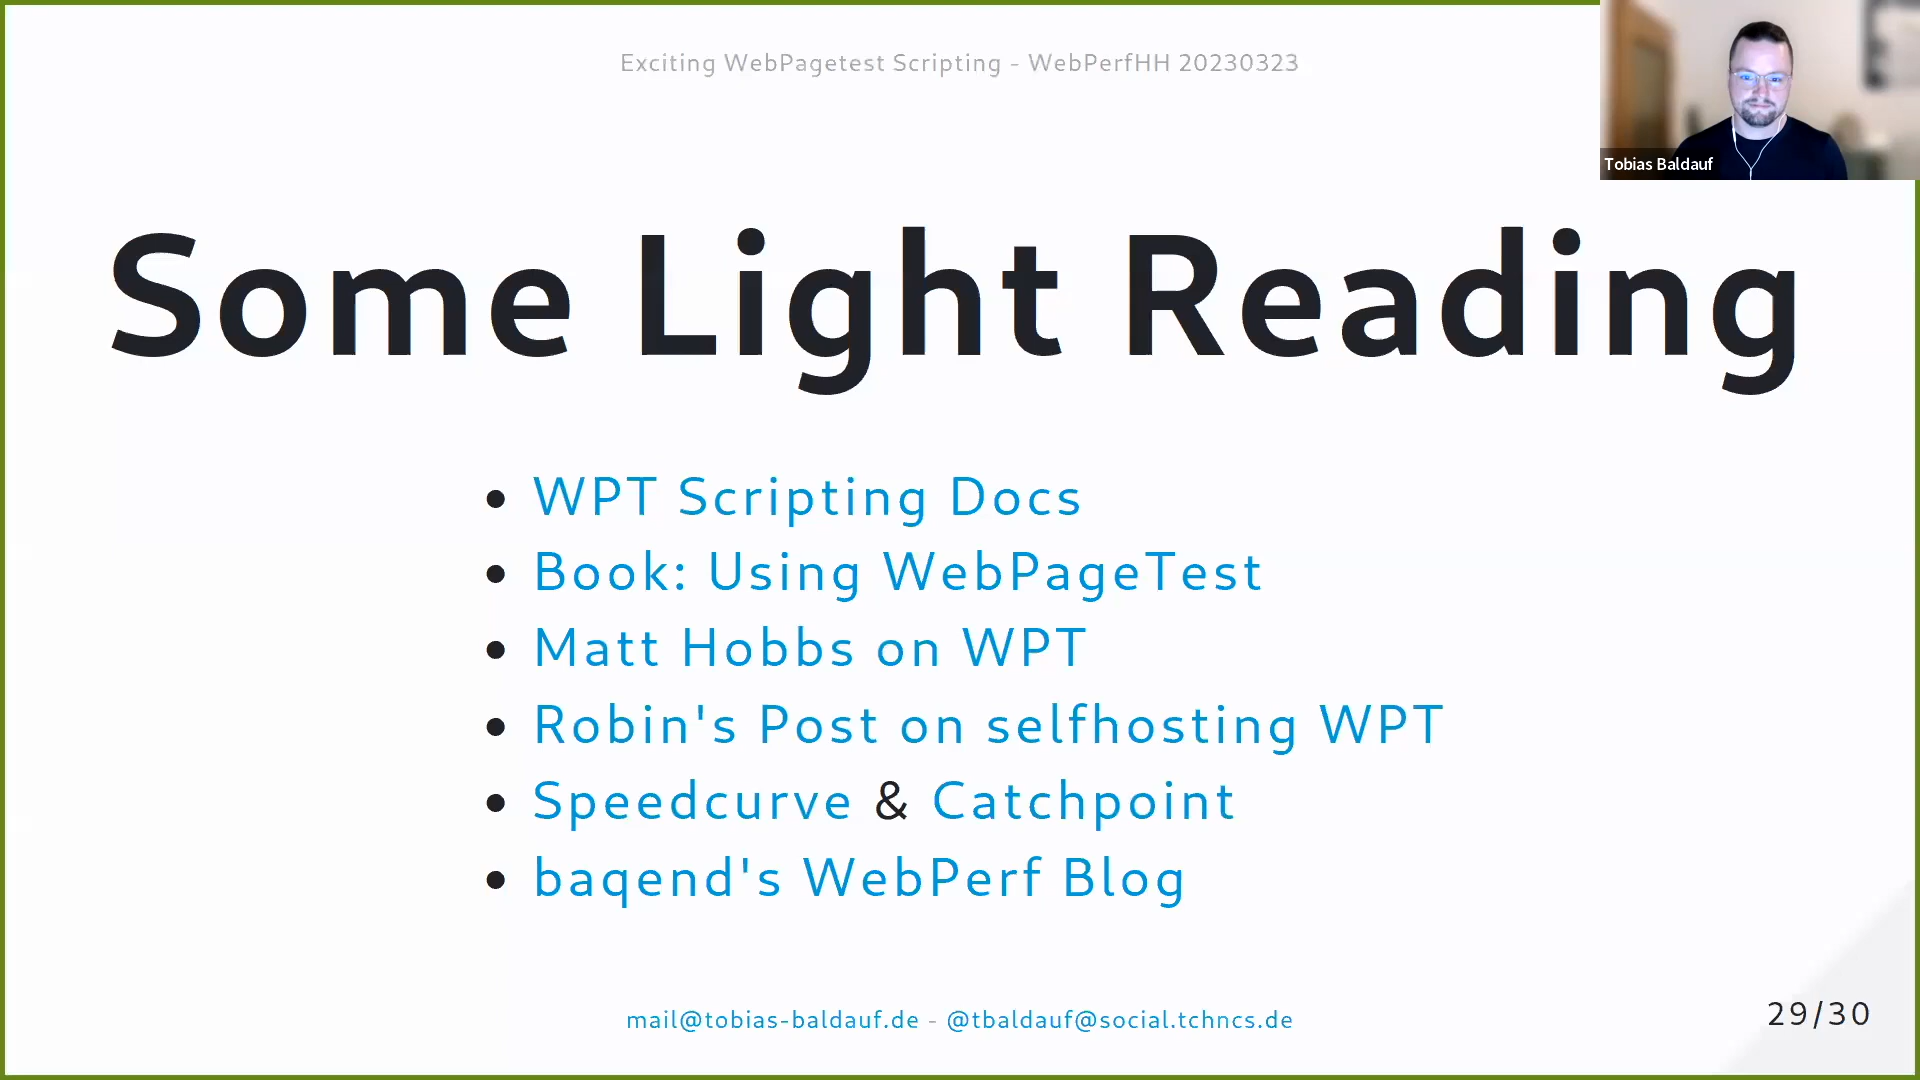 Exciting WebPagetest Scripting - WebPerfHH 20230323
Tobias Baldauf
Some Light Reading
WPT Scripting Docs
Book: Using WebPageTest
Matt Hobbs on WPT
Robin's Post on selfhosting WPT
Speedcurve & Catchpoint
baqend's WebPerf Blog
mail@tobias-baldauf.de - @tbaldauf@social.tchncs.de
29/30